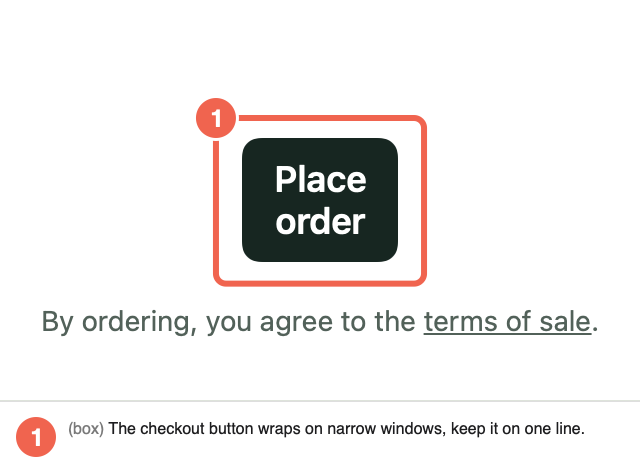 1
Place
order
By ordering, you agree to the terms of sale.
1 (box) The checkout button wraps on narrow windows, keep it on one line.